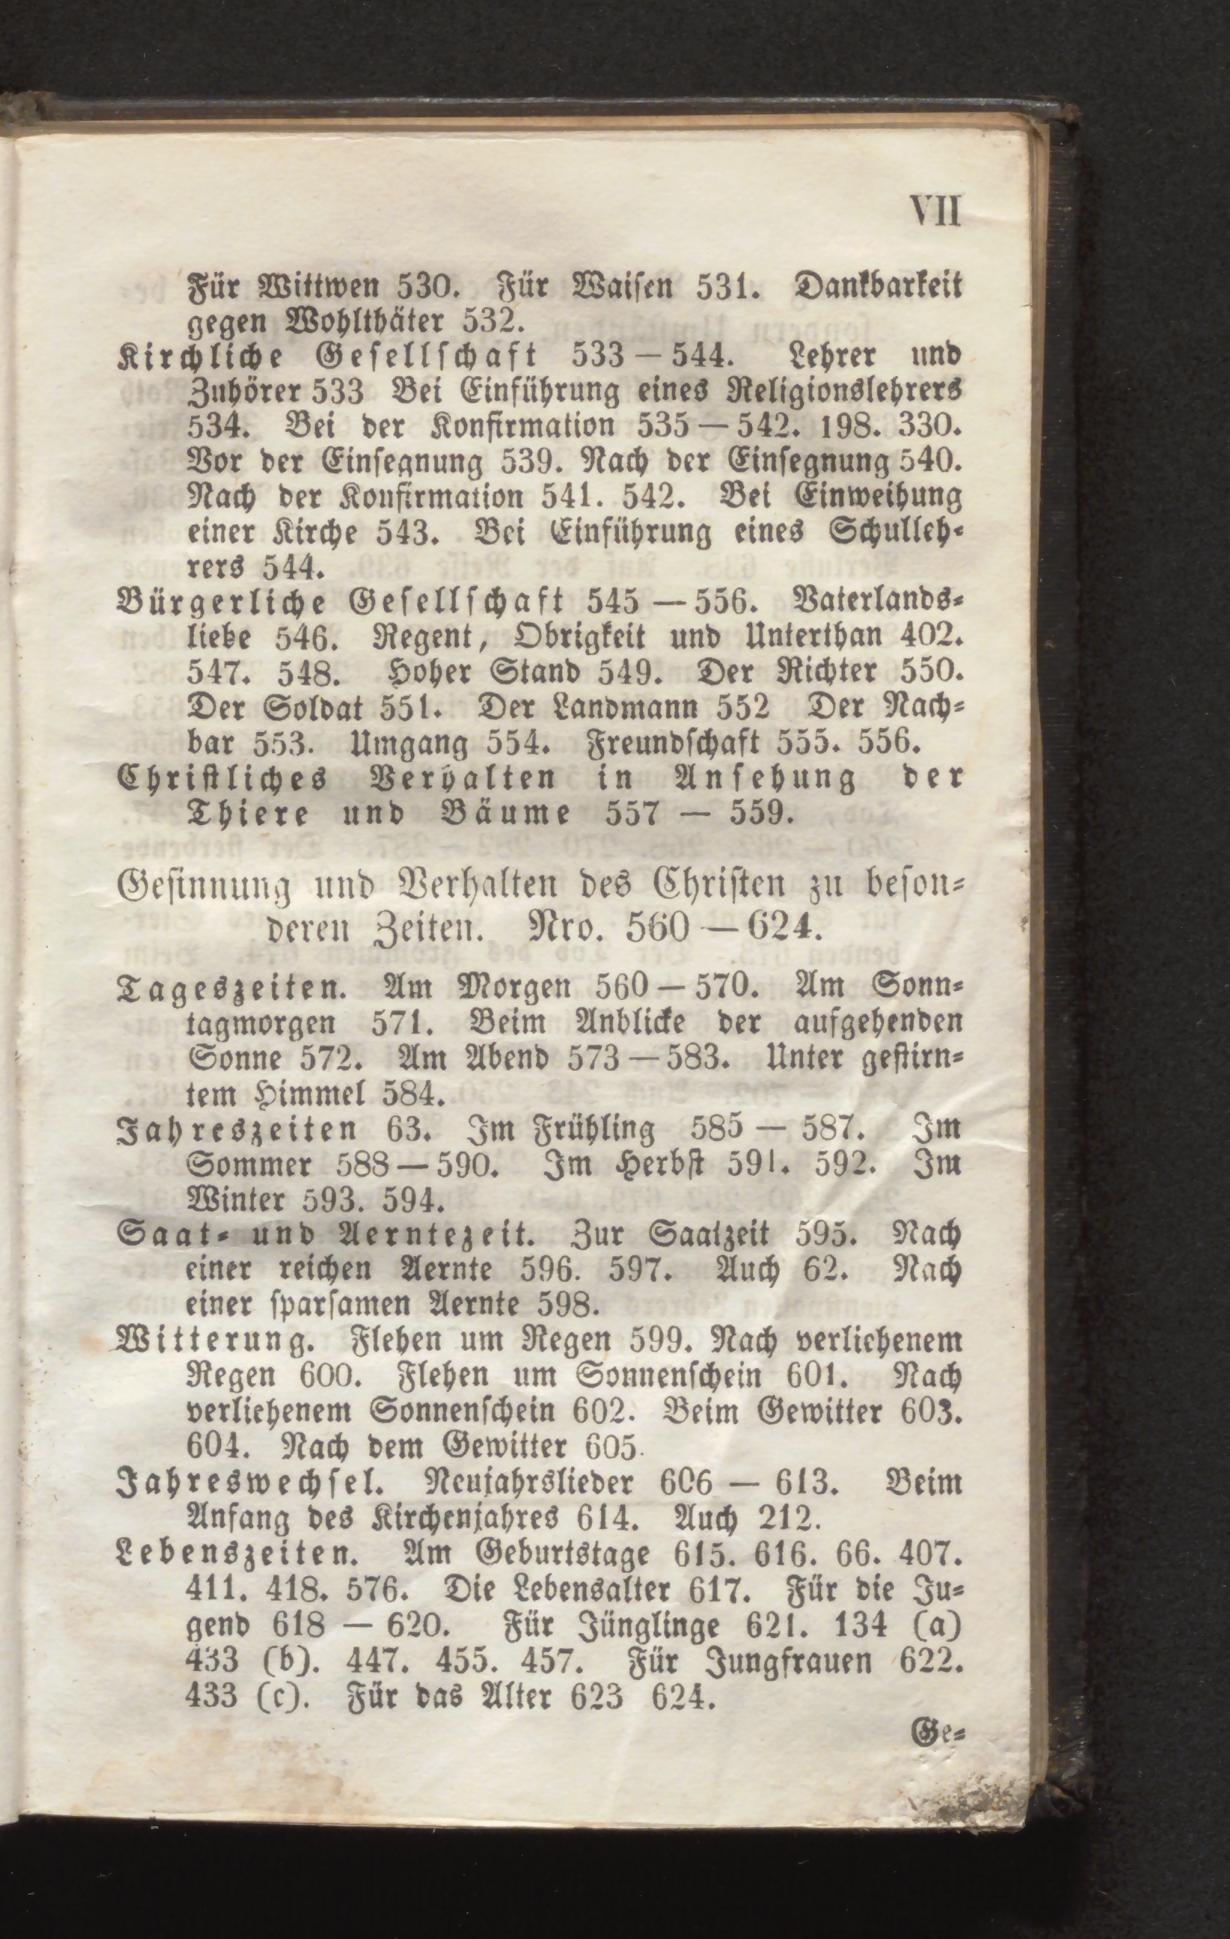 VII
Für Wittwen 530. Für Waisen 531. Dankbarkeit
gegen Wohlthäter 532.
Kirchliche Gesellschaft 533 — 544. Lehrer und
Zuhörer 533 Bei Einführung eines Religionslehrers
534. Bei der Konfirmation 535 — 542. 198. 330.
Vor der Einsegnung 539. Nach der Einsegnung 540.
Nach der Konfirmation 541. 542. Bei Einweihung
einer Kirche 543. Bei Einführung eines Schulleh-
rers 544.
Bürgerliche Gesellschaft 545 — 556. Vaterlands-
liebe 546. Regent, Obrigkeit und Unterthan 402.
547. 548. Hoher Stand 549. Der Richter 550.
Der Soldat 551. Der Landmann 552 Der Nach-
bar 553. Umgang 554. Freundschaft 555. 556.
Christliches Verhalten in Ansehung der
Thiere und Bäume 557 — 559.
Gesinnung und Verhalten des Christen zu beson-
deren Zeiten. Nro. 560 — 624.
Tageszeiten. Am Morgen 560 — 570. Am Sonn-
tagmorgen 571. Beim Anblicke der aufgehenden
Sonne 572. Am Abend 573 — 583. Unter gestirn-
tem Himmel 584.
Jahreszeiten 63. Im Frühling 585 — 587. Im
Sommer 588 — 590. Im Herbst 591. 592. Im
Winter 593. 594.
Saat- und Aerntezeit. Zur Saatzeit 595. Nach
einer reichen Aernte 596. 597. Auch 62. Nach
einer sparsamen Aernte 598.
Witterung. Flehen um Regen 599. Nach verliehenem
Regen 600. Flehen um Sonnenschein 601. Nach
verliehenem Sonnenschein 602. Beim Gewitter 603.
604. Nach dem Gewitter 605.
Jahreswechsel. Neujahrslieder 606 — 613. Beim
Anfang des Kirchenjahres 614. Auch 212.
Lebenszeiten. Am Geburtstage 615. 616. 66. 407.
411. 418. 576. Die Lebensalter 617. Für die Ju-
gend 618 — 620. Für Jünglinge 621. 134 (a)
433 (b). 447. 455. 457. Für Jungfrauen 622.
433 (c). Für das Alter 623 624.
Ge-